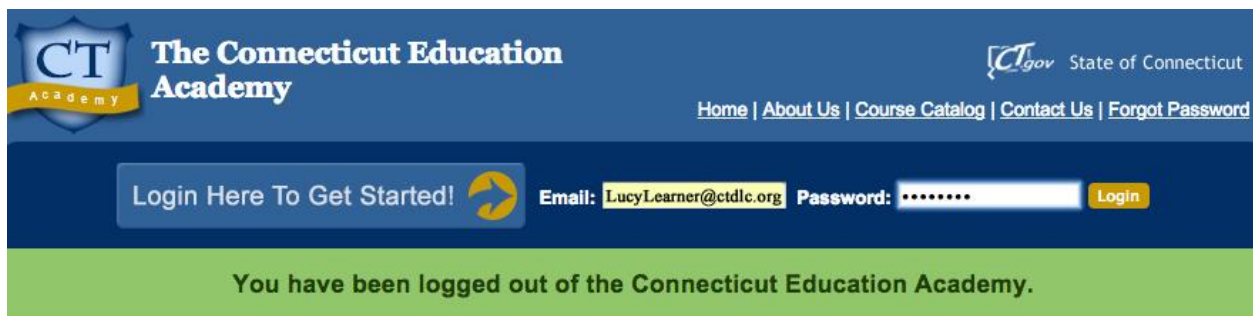 CT
Academy
The Connecticut Education
Academy
CTgov State of Connecticut
Home | About Us | Course Catalog | Contact Us | Forgot Password
Login Here To Get Started! Email: LucyLearner@ctdlc.org Password: •••••••• Login
You have been logged out of the Connecticut Education Academy.